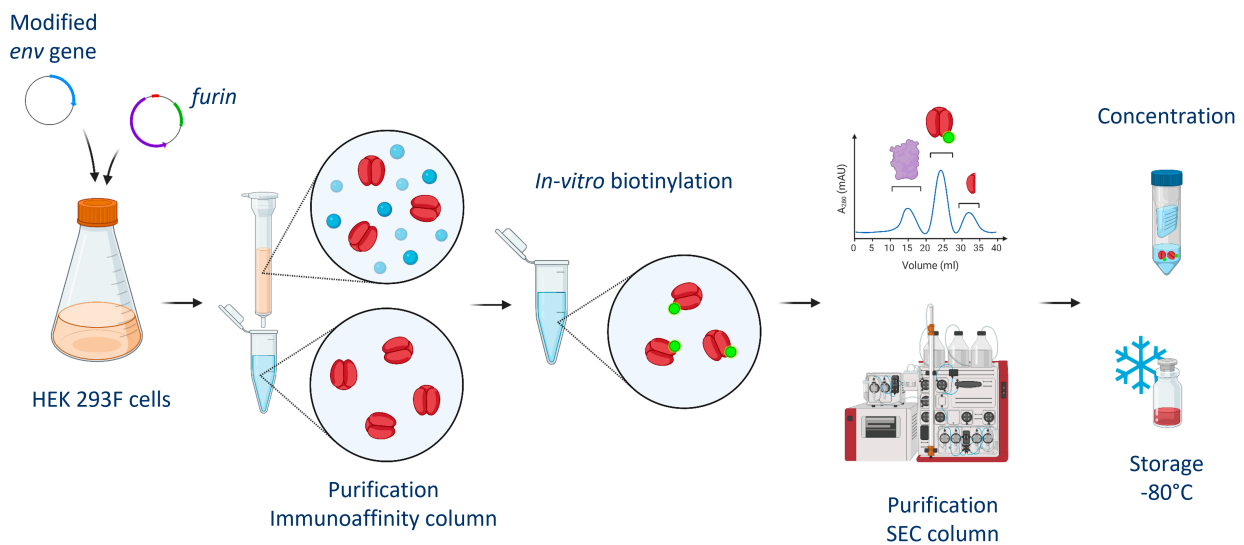 Modified
env gene
furin
HEK 293F cells
Purification
Immunoaffinity column
In-vitro biotinylation
A280 (mAU)
0 5 10 15 20 25 30 35 40
Volume (ml)
Purification
SEC column
Concentration
Storage
-80°C